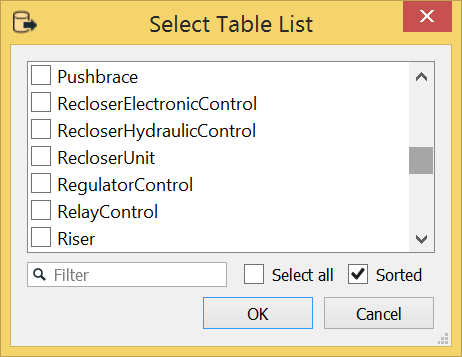 Select Table List
Pushbrace
RecloserElectronicControl
RecloserHydraulicControl
RecloserUnit
RegulatorControl
RelayControl
Riser
Filter Select all Sorted
OK Cancel